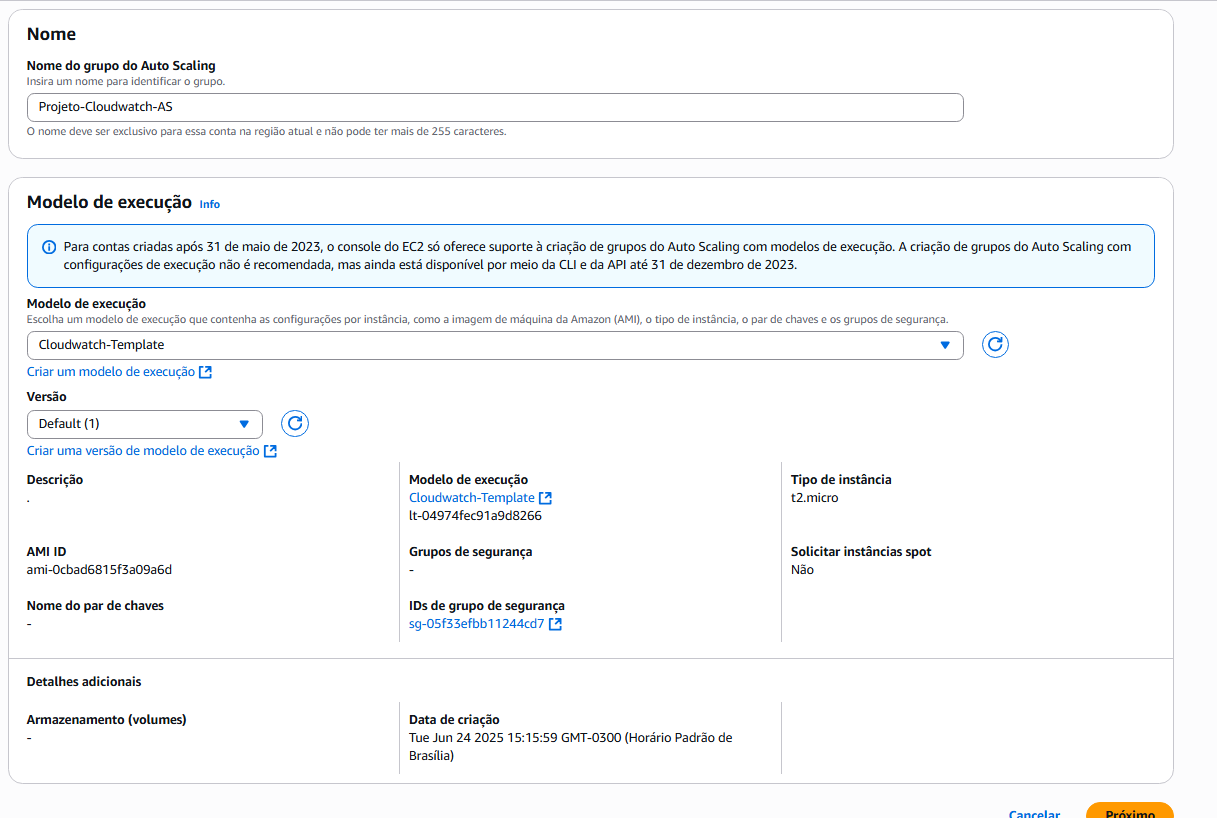 Nome
Nome do grupo do Auto Scaling
Insira um nome para identificar o grupo.
Projeto-Cloudwatch-AS
O nome deve ser exclusivo para essa conta na região atual e não pode ter mais de 255 caracteres.
Modelo de execução Info
Para contas criadas após 31 de maio de 2023, o console do EC2 só oferece suporte à criação de grupos do Auto Scaling com modelos de execução. A criação de grupos do Auto Scaling com
configurações de execução não é recomendada, mas ainda está disponível por meio da CLI e da API até 31 de dezembro de 2023.
Modelo de execução
Escolha um modelo de execução que contenha as configurações por instância, como a imagem de máquina da Amazon (AMI), o tipo de instância, o par de chaves e os grupos de segurança.
Cloudwatch-Template
Criar um modelo de execução
Versão
Default (1)
Criar uma versão de modelo de execução
Descrição
.
Modelo de execução
Cloudwatch-Template
lt-04974fec91a9d8266
Tipo de instância
t2.micro
AMI ID
ami-0cbad6815f3a09a6d
Grupos de segurança
-
Solicitar instâncias spot
Não
Nome do par de chaves
-
IDs de grupo de segurança
sg-05f33efbb11244cd7
Detalhes adicionais
Armazenamento (volumes)
-
Data de criação
Tue Jun 24 2025 15:15:59 GMT-0300 (Horário Padrão de
Brasília)
Cancelar
Próximo